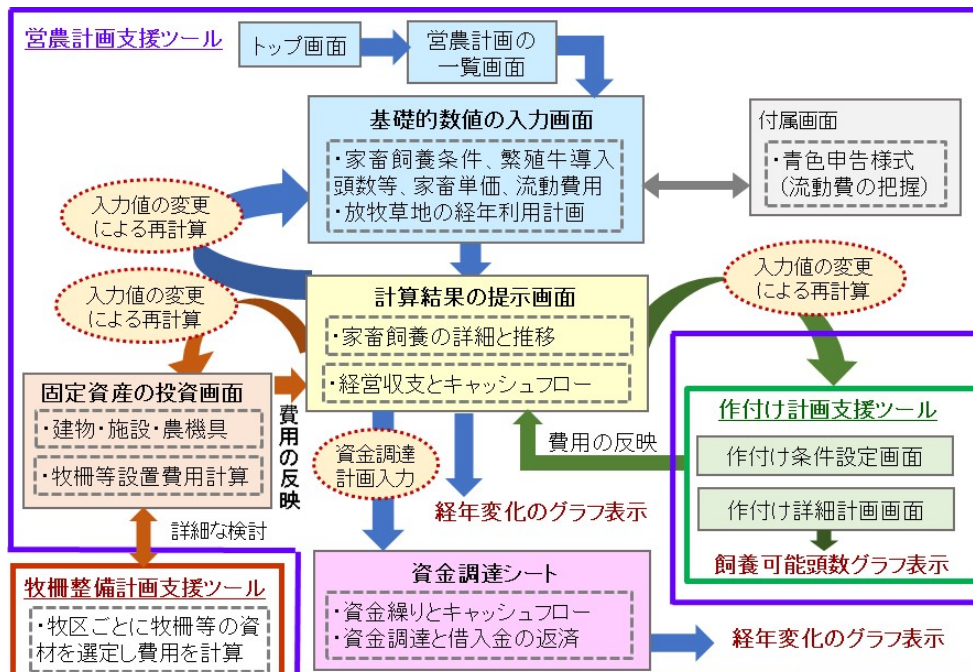 営農計画支援ツール
トップ画面
営農計画の
一覧画面
基礎的数値の入力画面
・家畜飼養条件、繁殖牛導入
頭数等、家畜単価、流動費用
・放牧草地の経年利用計画
付属画面
・青色申告様式
(流動費の把握)
入力値の変更
による再計算
入力値の変更
による再計算
入力値の変更
による再計算
計算結果の提示画面
・家畜飼養の詳細と推移
・経営収支とキャッシュフロー
固定資産の投資画面
・建物・施設・農機具
・牧柵等設置費用計算
費用の反映
資金調達
計画入力
経年変化のグラフ表示
費用の反映
作付け計画支援ツール
作付け条件設定画面
作付け詳細計画画面
飼養可能頭数グラフ表示
詳細な検討
牧柵整備計画支援ツール
・牧区ごとに牧柵等の資
材を選定し費用を計算
資金調達シート
・資金繰りとキャッシュフロー
・資金調達と借入金の返済
経年変化のグラフ表示